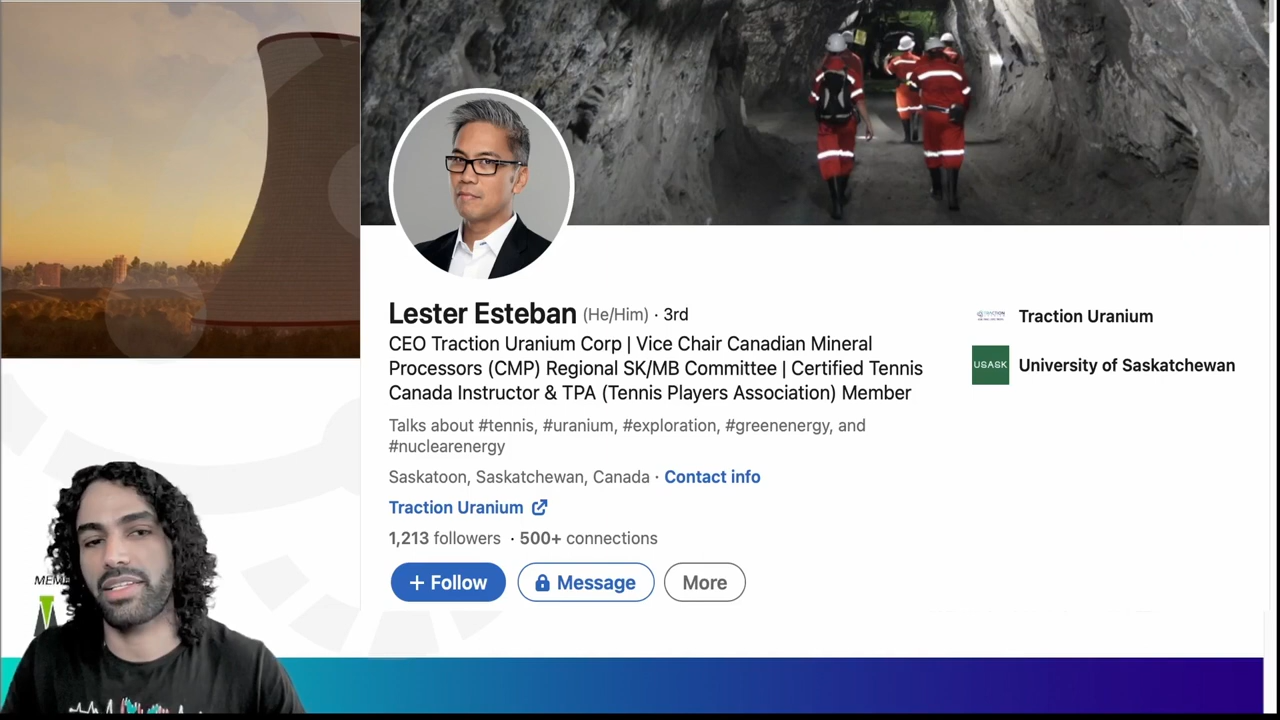 Lester Esteban (He/Him) · 3rd
CEO Traction Uranium Corp | Vice Chair Canadian Mineral
Processors (CMP) Regional SK/MB Committee | Certified Tennis
Canada Instructor & TPA (Tennis Players Association) Member
Talks about #tennis, #uranium, #exploration, #greenenergy, and
#nuclearenergy
Saskatoon, Saskatchewan, Canada · Contact info
Traction Uranium
1,213 followers · 500+ connections
+ Follow
Message
More
Traction Uranium
USASK
University of Saskatchewan